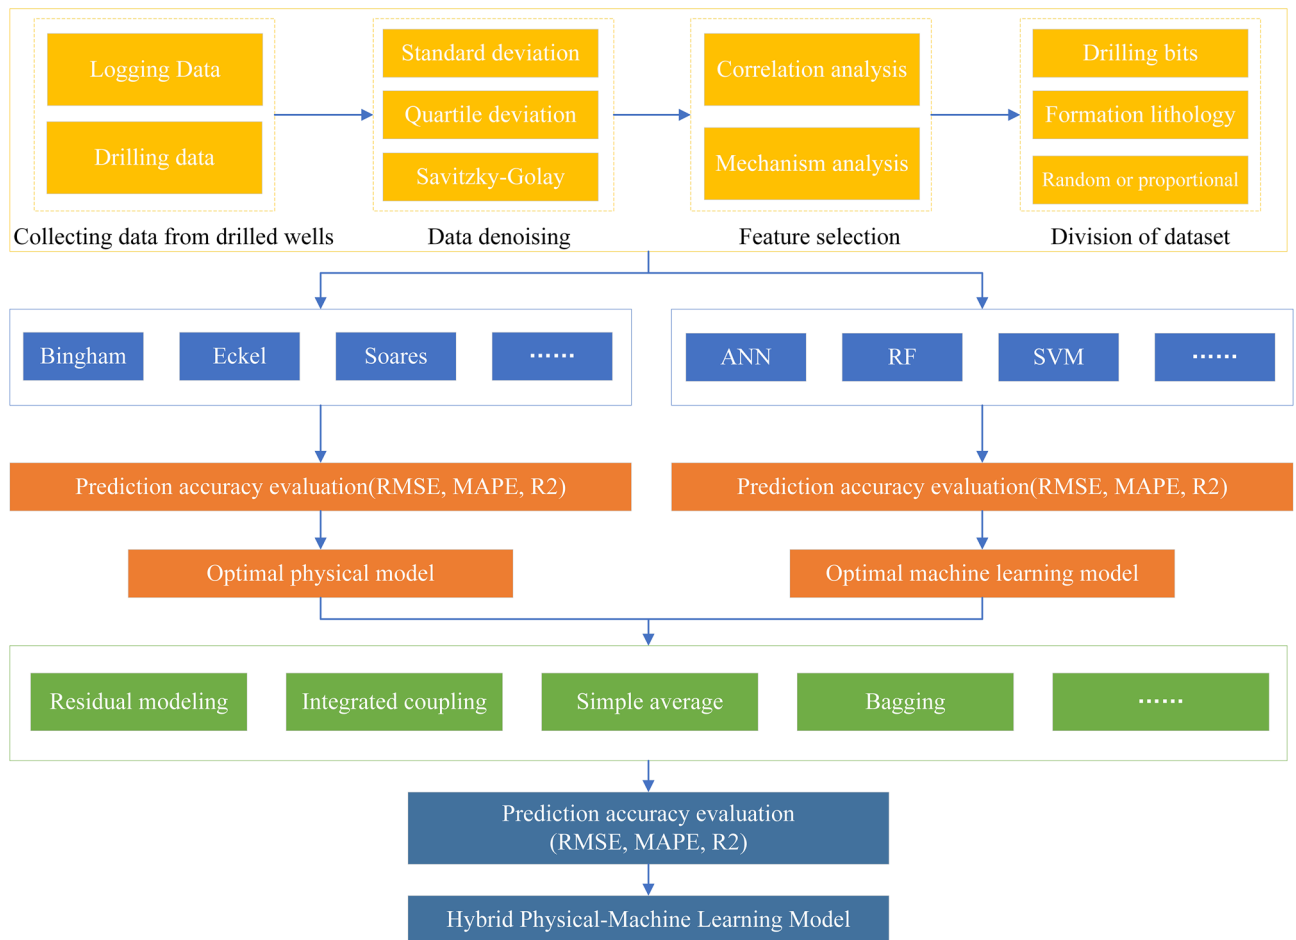 Logging Data
Drilling data
Collecting data from drilled wells
Standard deviation
Quartile deviation
Savitzky-Golay
Data denoising
Correlation analysis
Mechanism analysis
Feature selection
Drilling bits
Formation lithology
Random or proportional
Division of dataset
Bingham
Eckel
Soares
······
ANN
RF
SVM
······
Prediction accuracy evaluation(RMSE, MAPE, R2)
Prediction accuracy evaluation(RMSE, MAPE, R2)
Optimal physical model
Optimal machine learning model
Residual modeling
Integrated coupling
Simple average
Bagging
······
Prediction accuracy evaluation
(RMSE, MAPE, R2)
Hybrid Physical-Machine Learning Model